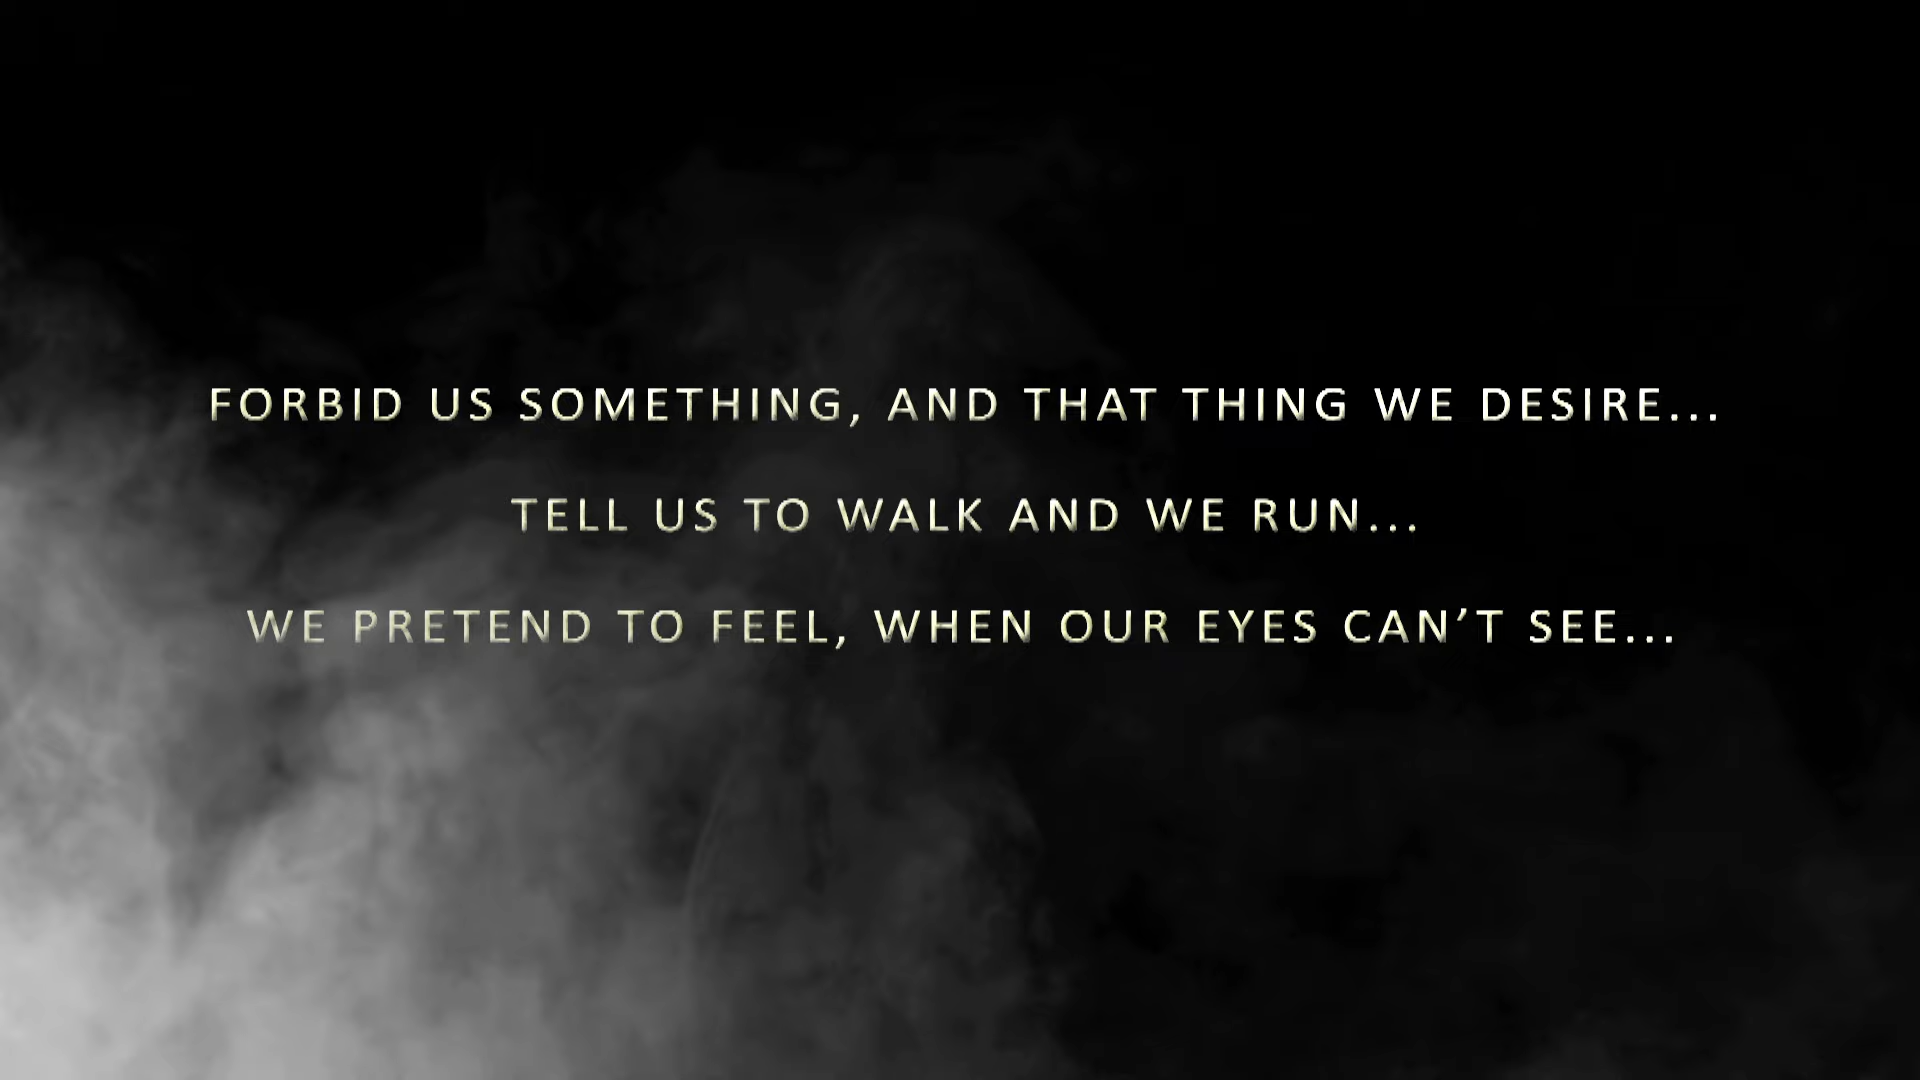 FORBID US SOMETHING, AND THAT THING WE DESIRE...
TELL US TO WALK AND WE RUN...
WE PRETEND TO FEEL, WHEN OUR EYES CAN’T SEE...